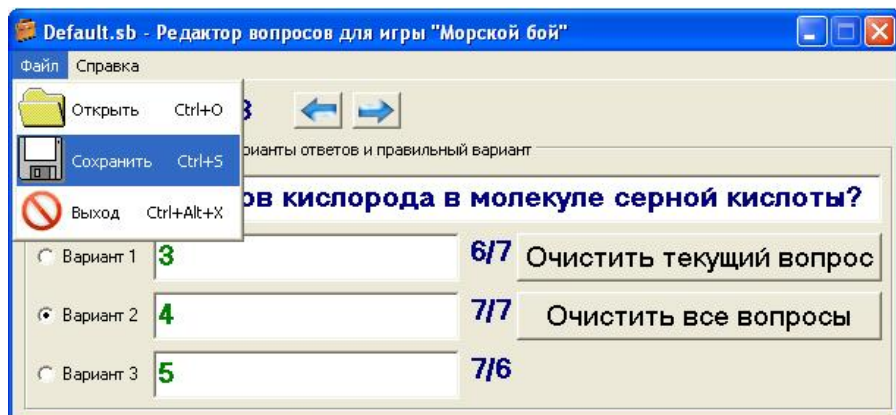 Default.sb - Редактор вопросов для игры "Морской бой"
Файл Справка
Открыть Ctrl+O
Сохранить Ctrl+S
Выход Ctrl+Alt+X
ответов и правильный вариант
кислорода в молекуле серной кислоты?
Вариант 1 3 6/7 Очистить текущий вопрос
Вариант 2 4 7/7 Очистить все вопросы
Вариант 3 5 7/6